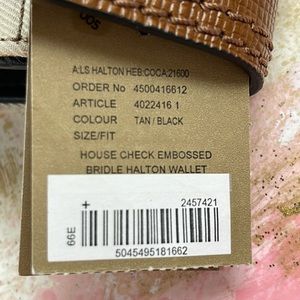 A:LS HALTON HEB:COCA:21600
ORDER No 4500416612
ARTICLE 4022416 1
COLOUR TAN / BLACK
SIZE/FIT
HOUSE CHECK EMBOSSED
BRIDLE HALTON WALLET
+ 2457421
66E
5045495181662